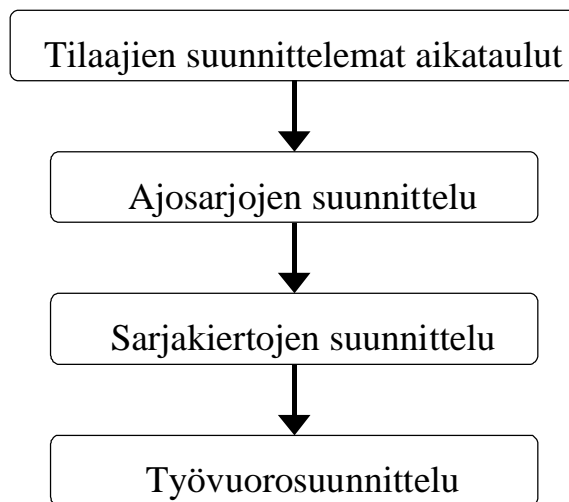 Tilaajien suunnittelemat aikataulut
Ajosarjojen suunnittelu
Sarjakiertojen suunnittelu
Työvuorosuunnittelu